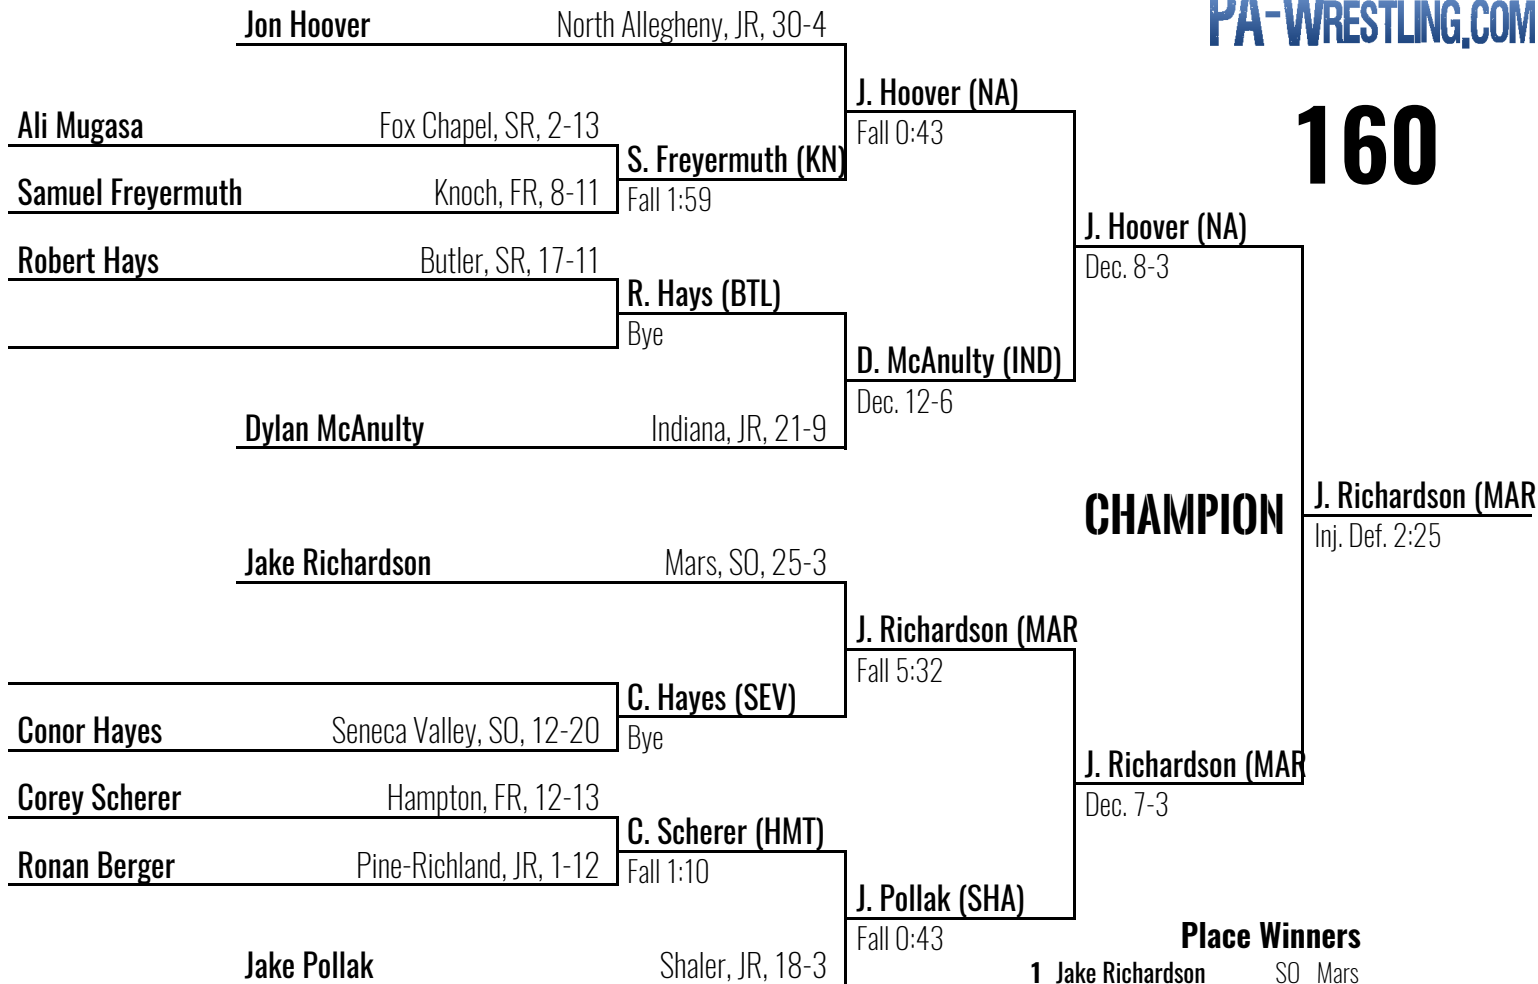 PA-WRESTLING.COM
160
Jon Hoover North Allegheny, JR, 30-4
J. Hoover (NA)
Fall 0:43
Ali Mugasa Fox Chapel, SR, 2-13
S. Freyermuth (KN)
Fall 1:59
Samuel Freyermuth Knoch, FR, 8-11
J. Hoover (NA)
Dec. 8-3
Robert Hays Butler, SR, 17-11
R. Hays (BTL)
Bye
D. McAnulty (IND)
Dec. 12-6
Dylan McAnulty Indiana, JR, 21-9
CHAMPION
J. Richardson (MAR
Inj. Def. 2:25
Jake Richardson Mars, SO, 25-3
J. Richardson (MAR
Fall 5:32
C. Hayes (SEV)
Bye
Conor Hayes Seneca Valley, SO, 12-20
J. Richardson (MAR
Dec. 7-3
Corey Scherer Hampton, FR, 12-13
C. Scherer (HMT)
Fall 1:10
Ronan Berger Pine-Richland, JR, 1-12
J. Pollak (SHA)
Fall 0:43
Jake Pollak Shaler, JR, 18-3
Place Winners
1 Jake Richardson SO Mars